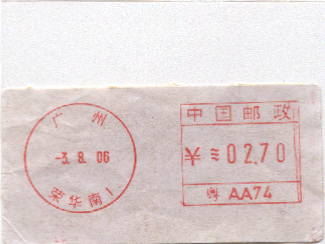 广州
-3.8.06
荣华南1
中国邮政
¥≋02.70
粤 AA74